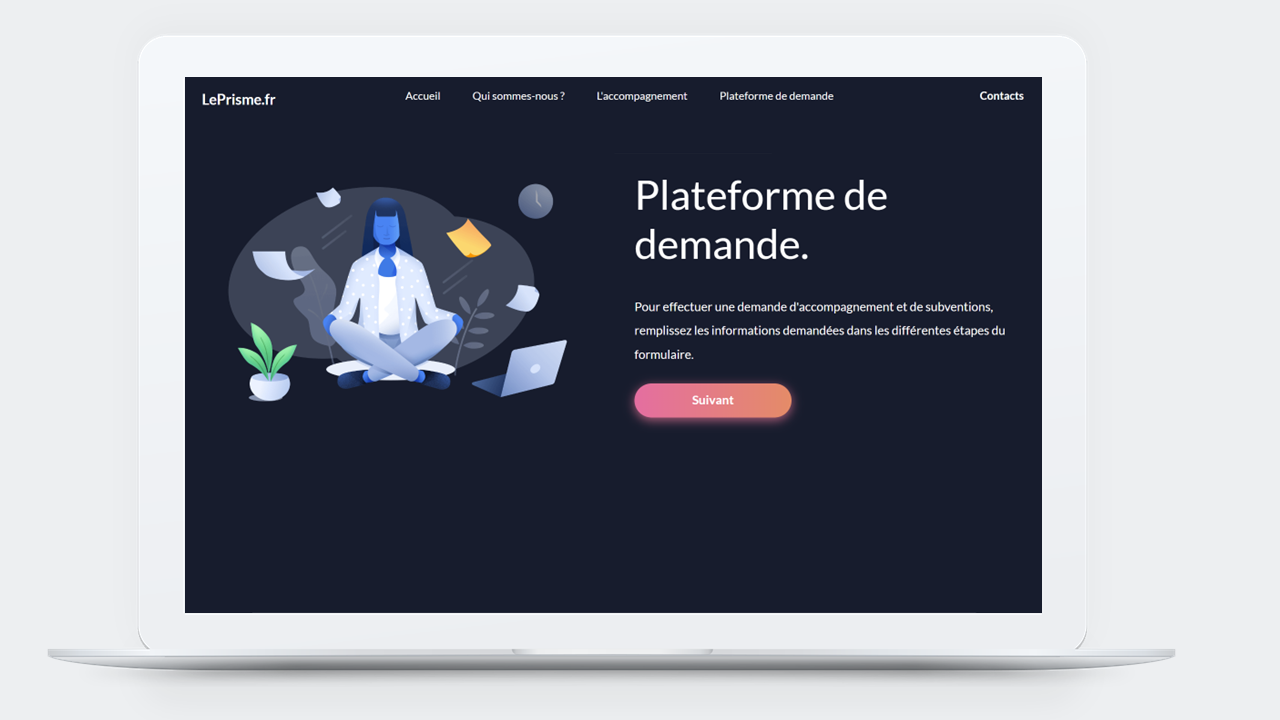 LePrisme.fr
Accueil
Qui sommes-nous ?
L'accompagnement
Plateforme de demande
Contacts
Plateforme de
demande.
Pour effectuer une demande d'accompagnement et de subventions,
remplissez les informations demandées dans les différentes étapes du
formulaire.
Suivant